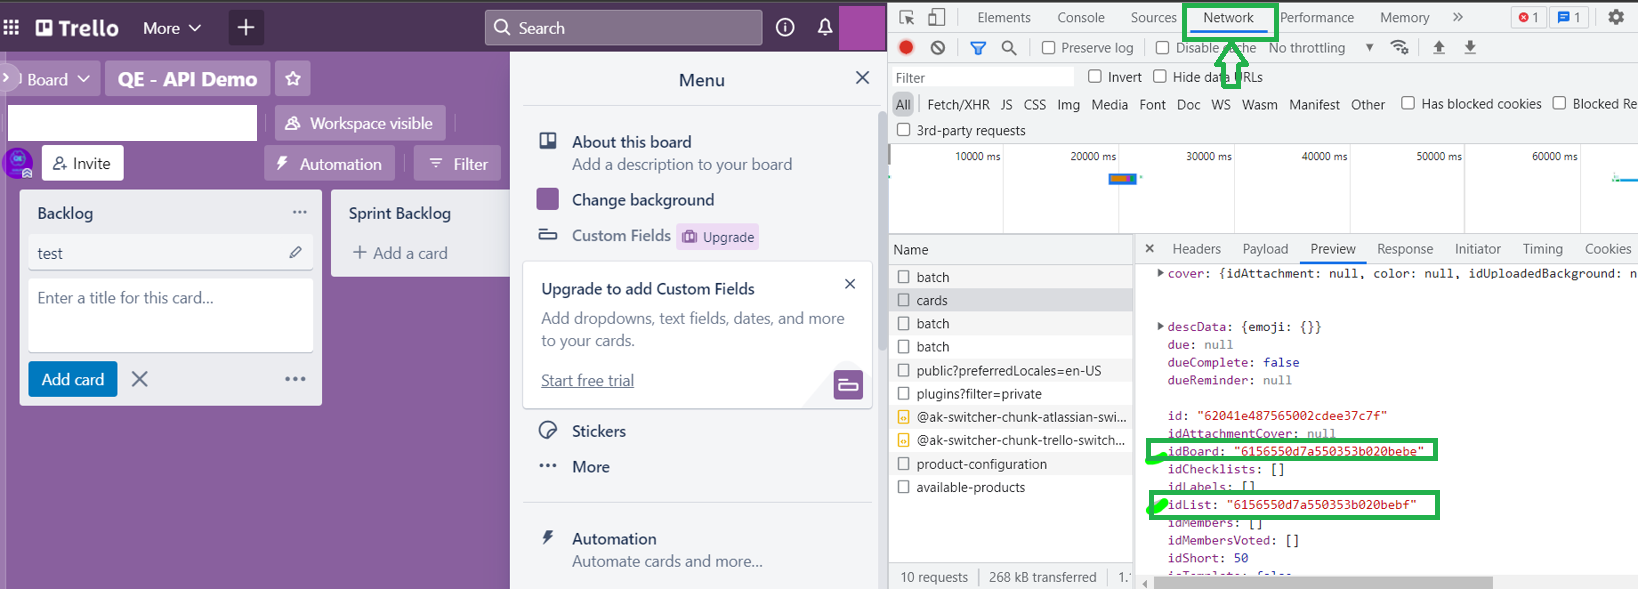 Trello
More
+
Search
Board
QE - API Demo
Workspace visible
Invite
Automation
Filter
Backlog
...
test
Enter a title for this card...
Add card
Sprint Backlog
+ Add a card
Menu
About this board
Add a description to your board
Change background
Custom Fields
Upgrade
Upgrade to add Custom Fields
Add dropdowns, text fields, dates, and more
to your cards.
Start free trial
Stickers
More
Automation
Automate cards and more...
Elements
Console
Sources
Network
Performance
Memory
»
1
1
Preserve log
Disable cache
No throttling
Filter
Invert
Hide data URLs
All
Fetch/XHR
JS
CSS
Img
Media
Font
Doc
WS
Wasm
Manifest
Other
Has blocked cookies
Blocked Re
3rd-party requests
10000 ms
20000 ms
30000 ms
40000 ms
50000 ms
60000 ms
Name
batch
cards
batch
batch
public?preferredLocales=en-US
plugins?filter=private
@ak-switcher-chunk-atlassian-swi...
@ak-switcher-chunk-trello-switch...
product-configuration
available-products
10 requests
268 kB transferred
1.
Headers
Payload
Preview
Response
Initiator
Timing
Cookies
cover: {idAttachment: null, color: null, idUploadedBackground: n
descData: {emoji: {}}
due: null
dueComplete: false
dueReminder: null
id: "62041e487565002cdee37c7f"
idAttachmentCover: null
idBoard: "6156550d7a550353b020bebe"
idChecklists: []
idLabels: []
idList: "6156550d7a550353b020bebf"
idMembers: []
idMembersVoted: []
idShort: 50
isTemplate: false